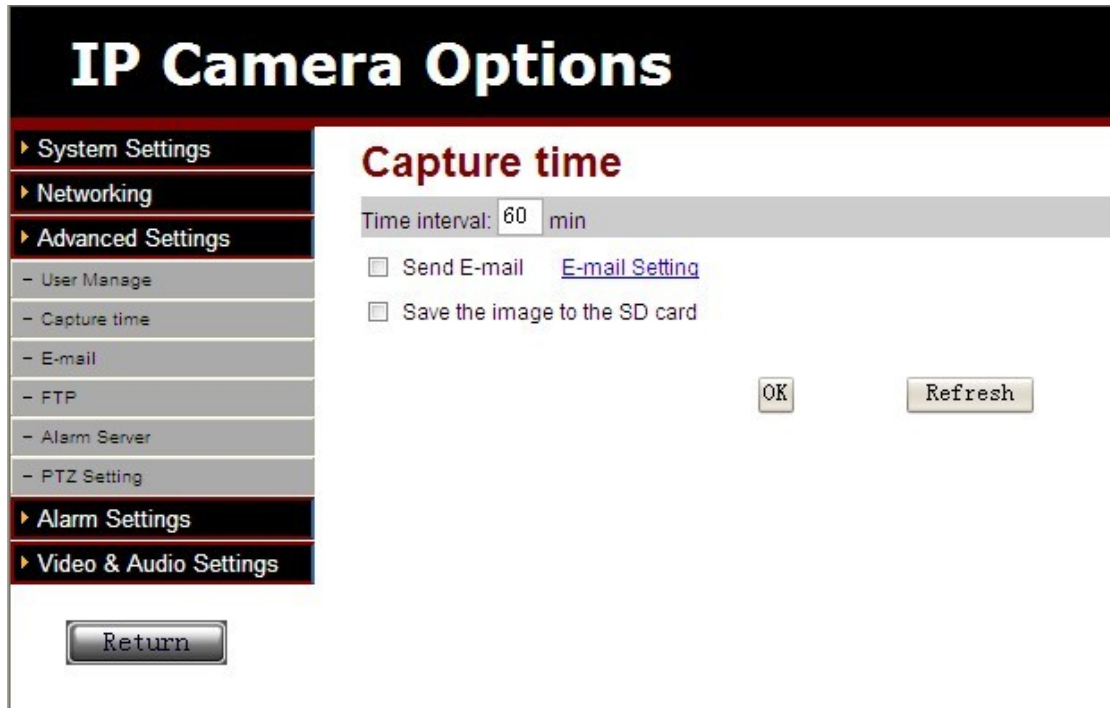 IP Camera Options
System Settings
Networking
Advanced Settings
– User Manage
– Capture time
– E-mail
– FTP
– Alarm Server
– PTZ Setting
Alarm Settings
Video & Audio Settings
Return
Capture time
Time interval: 60 min
Send E-mail E-mail Setting
Save the image to the SD card
OK Refresh